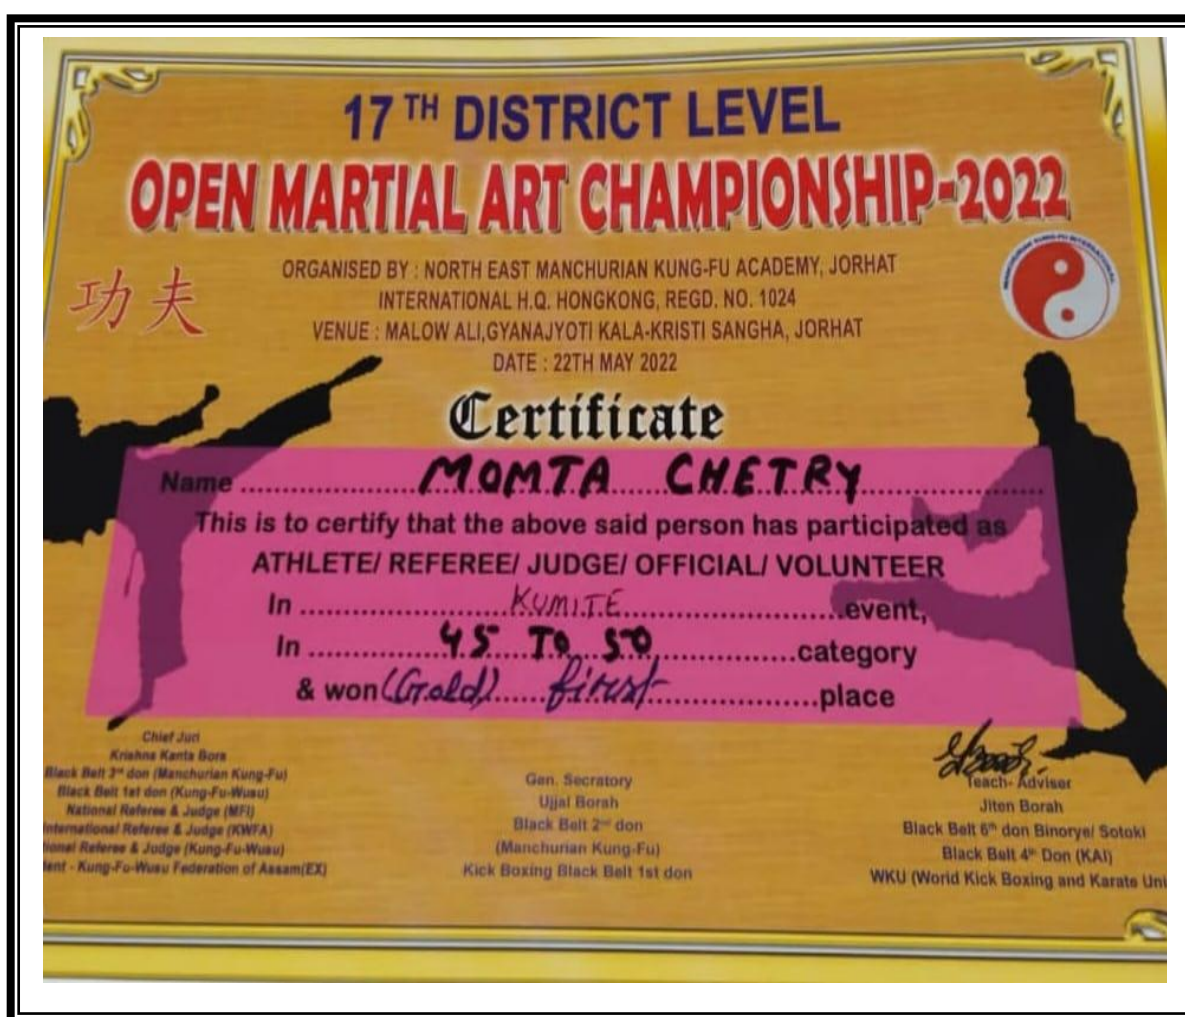 17TH DISTRICT LEVEL
OPEN MARTIAL ART CHAMPIONSHIP-2022
ORGANISED BY : NORTH EAST MANCHURIAN KUNG-FU ACADEMY, JORHAT
INTERNATIONAL H.Q. HONGKONG, REGD. NO. 1024
VENUE : MALOW ALI,GYANAJYOTI KALA-KRISTI SANGHA, JORHAT
DATE : 22TH MAY 2022
功夫
MANCHURIAN KUNG-FU INTERNATIONAL
Certificate
Name MOMTA CHETRY
This is to certify that the above said person has participated as
ATHLETE/ REFEREE/ JUDGE/ OFFICIAL/ VOLUNTEER
In KUMITE event,
In 45 TO 50 category
& won (Gold) first place
Chief Juri
Krishna Kanta Bora
Black Belt 2nd don (Manchurian Kung-Fu)
Black Belt 1st don (Kung-Fu-Wusu)
National Referee & Judge (MFI)
International Referee & Judge (KWFA)
Referee & Judge (Kung-Fu-Wusu)
- Kung-Fu-Wusu Federation of Assam(EX)
Gen. Secratory
Ujjal Borah
Black Belt 2nd don
(Manchurian Kung-Fu)
Kick Boxing Black Belt 1st don
Teach- Adviser
Jiten Borah
Black Belt 6th don Binorye/ Sotoki
Black Belt 4th Don (KAI)
WKU (World Kick Boxing and Karate Uni